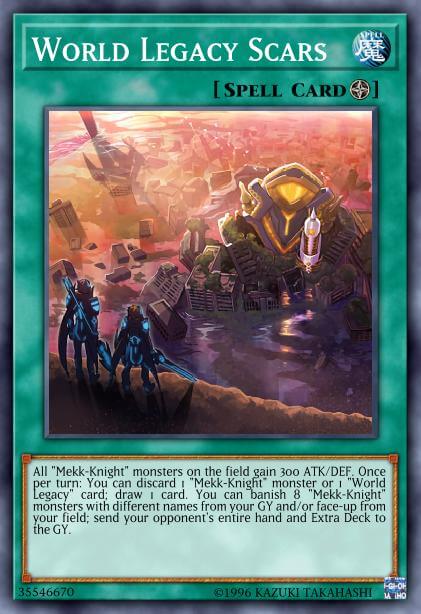 WORLD LEGACY SCARS
SPELL
魔
[SPELL CARD]
All "Mekk-Knight" monsters on the field gain 300 ATK/DEF. Once
per turn: You can discard 1 "Mekk-Knight" monster or 1 "World
Legacy" card; draw 1 card. You can banish 8 "Mekk-Knight"
monsters with different names from your GY and/or face-up from
your field; send your opponent's entire hand and Extra Deck to
the GY.
35546670
©1996 KAZUKI TAKAHASHI